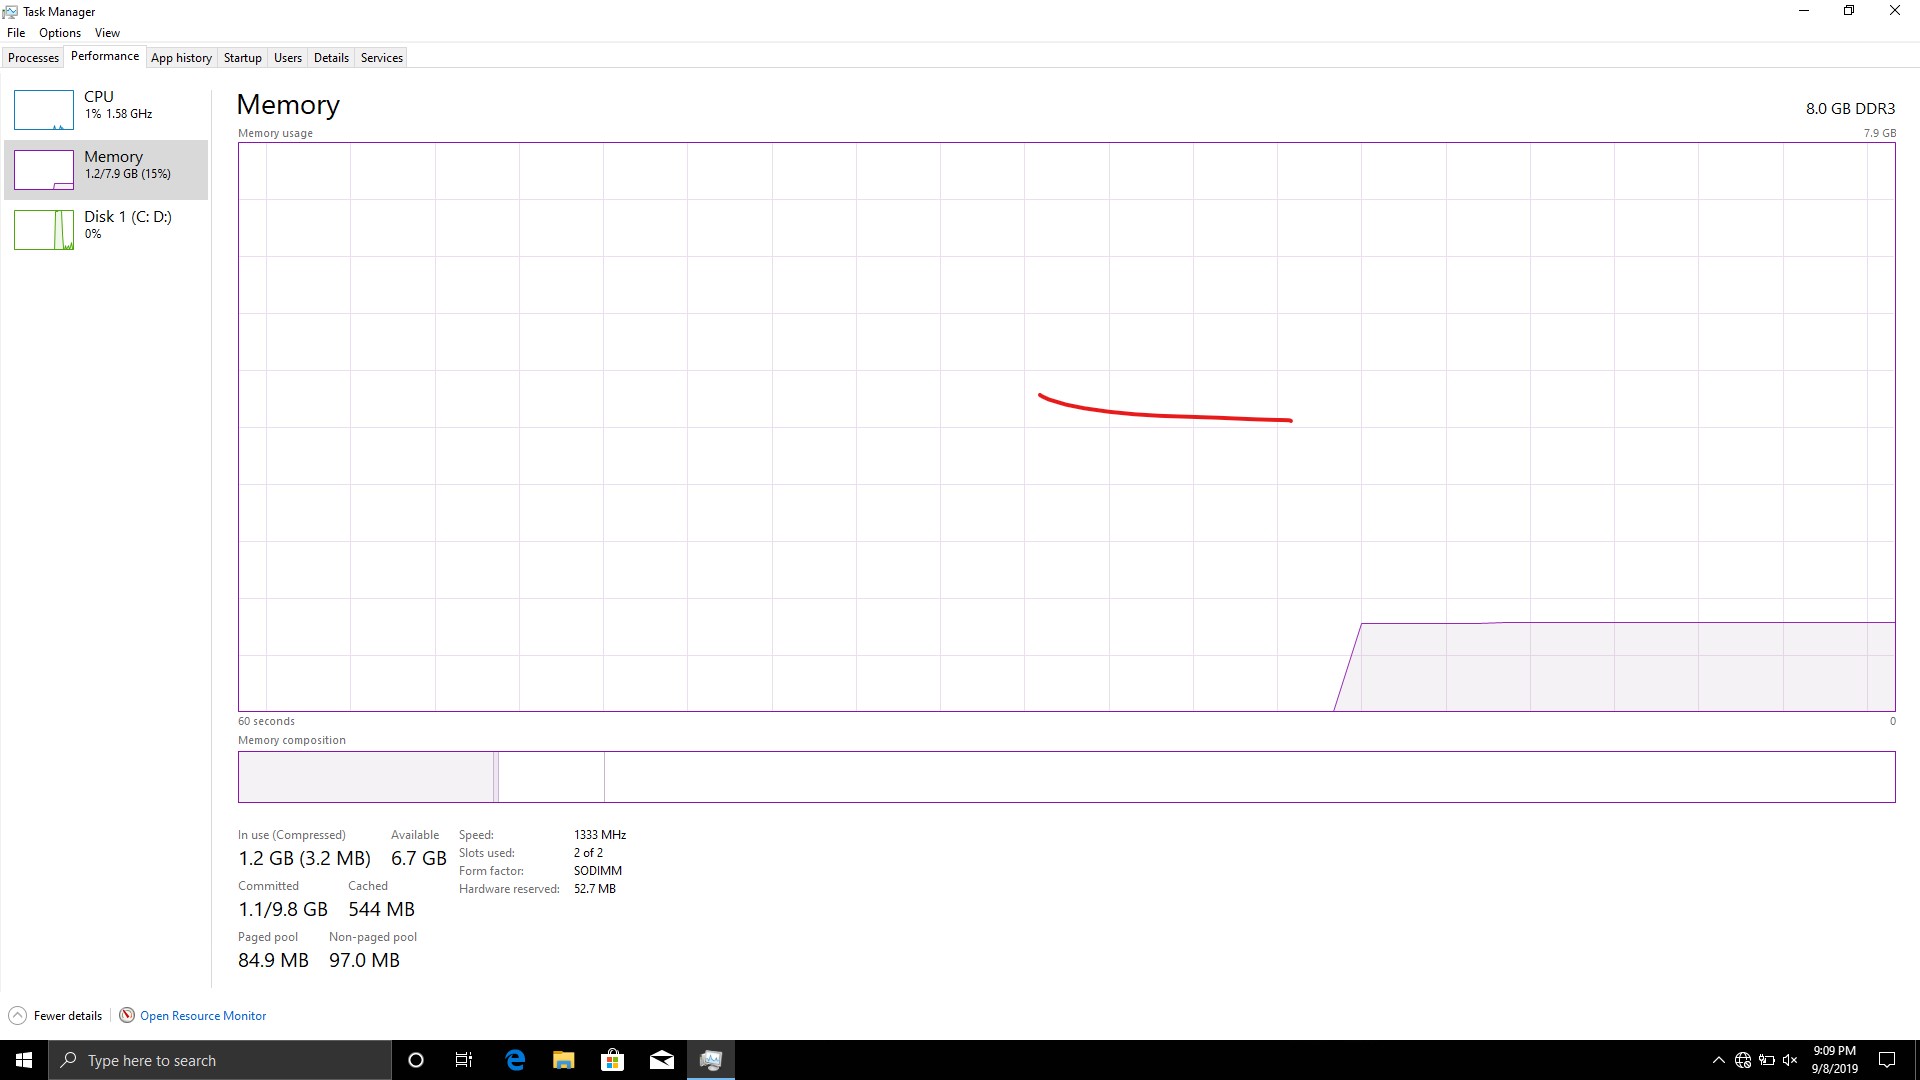 Task Manager
File Options View
Processes Performance App history Startup Users Details Services
CPU
1% 1.58 GHz
Memory
1.2/7.9 GB (15%)
Disk 1 (C: D:)
0%
Memory 8.0 GB DDR3
Memory usage 7.9 GB
60 seconds 0
Memory composition
In use (Compressed) Available
1.2 GB (3.2 MB) 6.7 GB
Committed Cached
1.1/9.8 GB 544 MB
Paged pool Non-paged pool
84.9 MB 97.0 MB
Speed: 1333 MHz
Slots used: 2 of 2
Form factor: SODIMM
Hardware reserved: 52.7 MB
Fewer details Open Resource Monitor
Type here to search
9:09 PM
9/8/2019